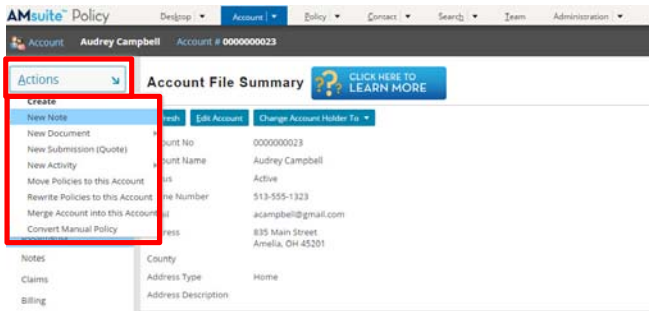 AMsuite™ Policy Desktop Account Policy Contact Search Team Administration
Account Audrey Campbell Account # 0000000023
Actions Account File Summary CLICK HERE TO LEARN MORE
Create
New Note
New Document
New Submission (Quote)
New Activity
Move Policies to this Account
Rewrite Policies to this Account
Merge Account into this Account
Convert Manual Policy
Notes
Claims
Billing
Edit Account Change Account Holder To
0000000023
Audrey Campbell
Active
513-555-1323
acampbell@gmail.com
835 Main Street
Amelia, OH 45201
County
Address Type Home
Address Description